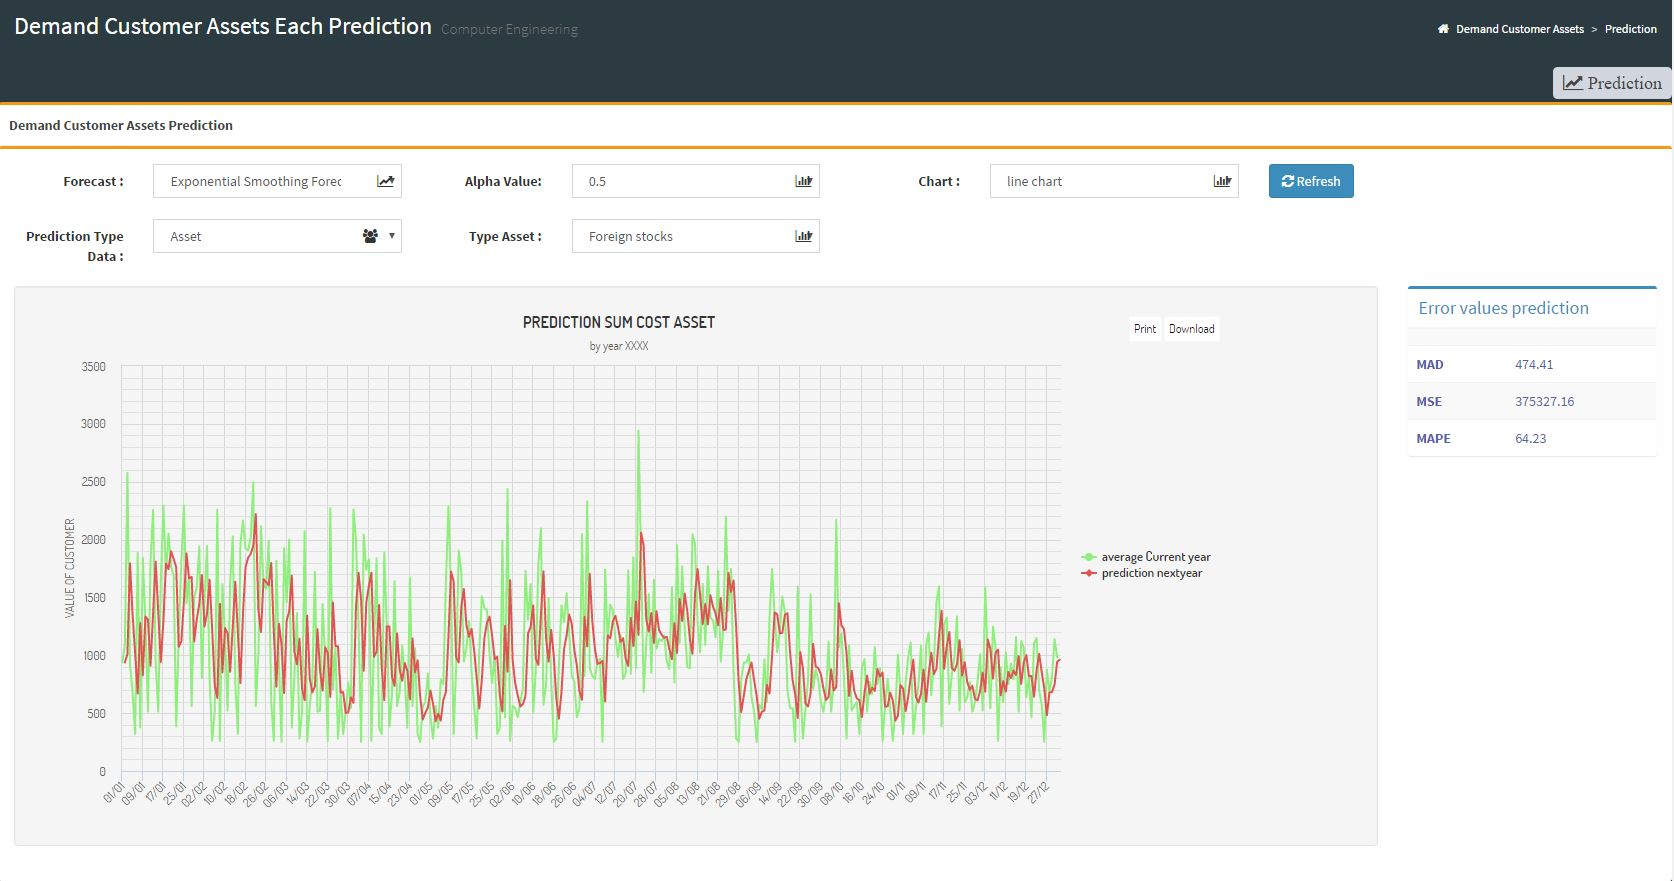 Demand Customer Assets Each Prediction Computer Engineering
Demand Customer Assets > Prediction
Prediction
Demand Customer Assets Prediction
Forecast : Exponential Smoothing Forec Alpha Value: 0.5 Chart : line chart Refresh
Prediction Type Data : Asset Type Asset : Foreign stocks
PREDICTION SUM COST ASSET
by year XXXX
Print Download
VALUE OF CUSTOMER
3500
3000
2500
2000
1500
1000
500
0
01/01 09/01 17/01 25/01 02/02 10/02 18/02 26/02 06/03 14/03 22/03 30/03 07/04 15/04 23/04 01/05 09/05 17/05 25/05 02/06 10/06 18/06 26/06 04/07 12/07 20/07 28/07 05/08 13/08 21/08 29/08 06/09 14/09 22/09 30/09 08/10 16/10 24/10 01/11 09/11 17/11 25/11 03/12 11/12 19/12 27/12
average Current year
prediction nextyear
Error values prediction
MAD 474.41
MSE 375327.16
MAPE 64.23